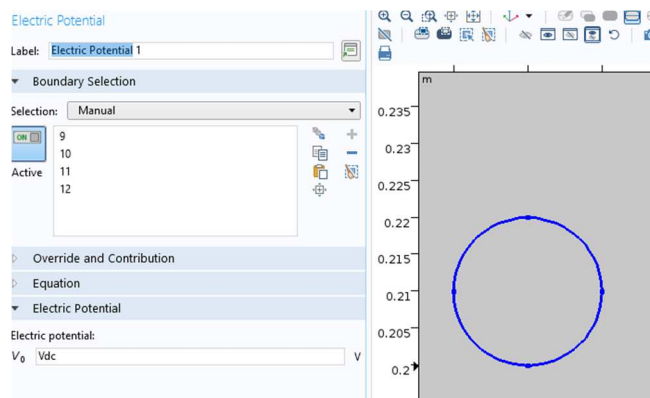 Electric Potential
Label: Electric Potential 1
Boundary Selection
Selection: Manual
ON
Active
9
10
11
12
Override and Contribution
Equation
Electric Potential
Electric potential:
V₀ Vdc V
m
0.235
0.23
0.225
0.22
0.215
0.21
0.205
0.2